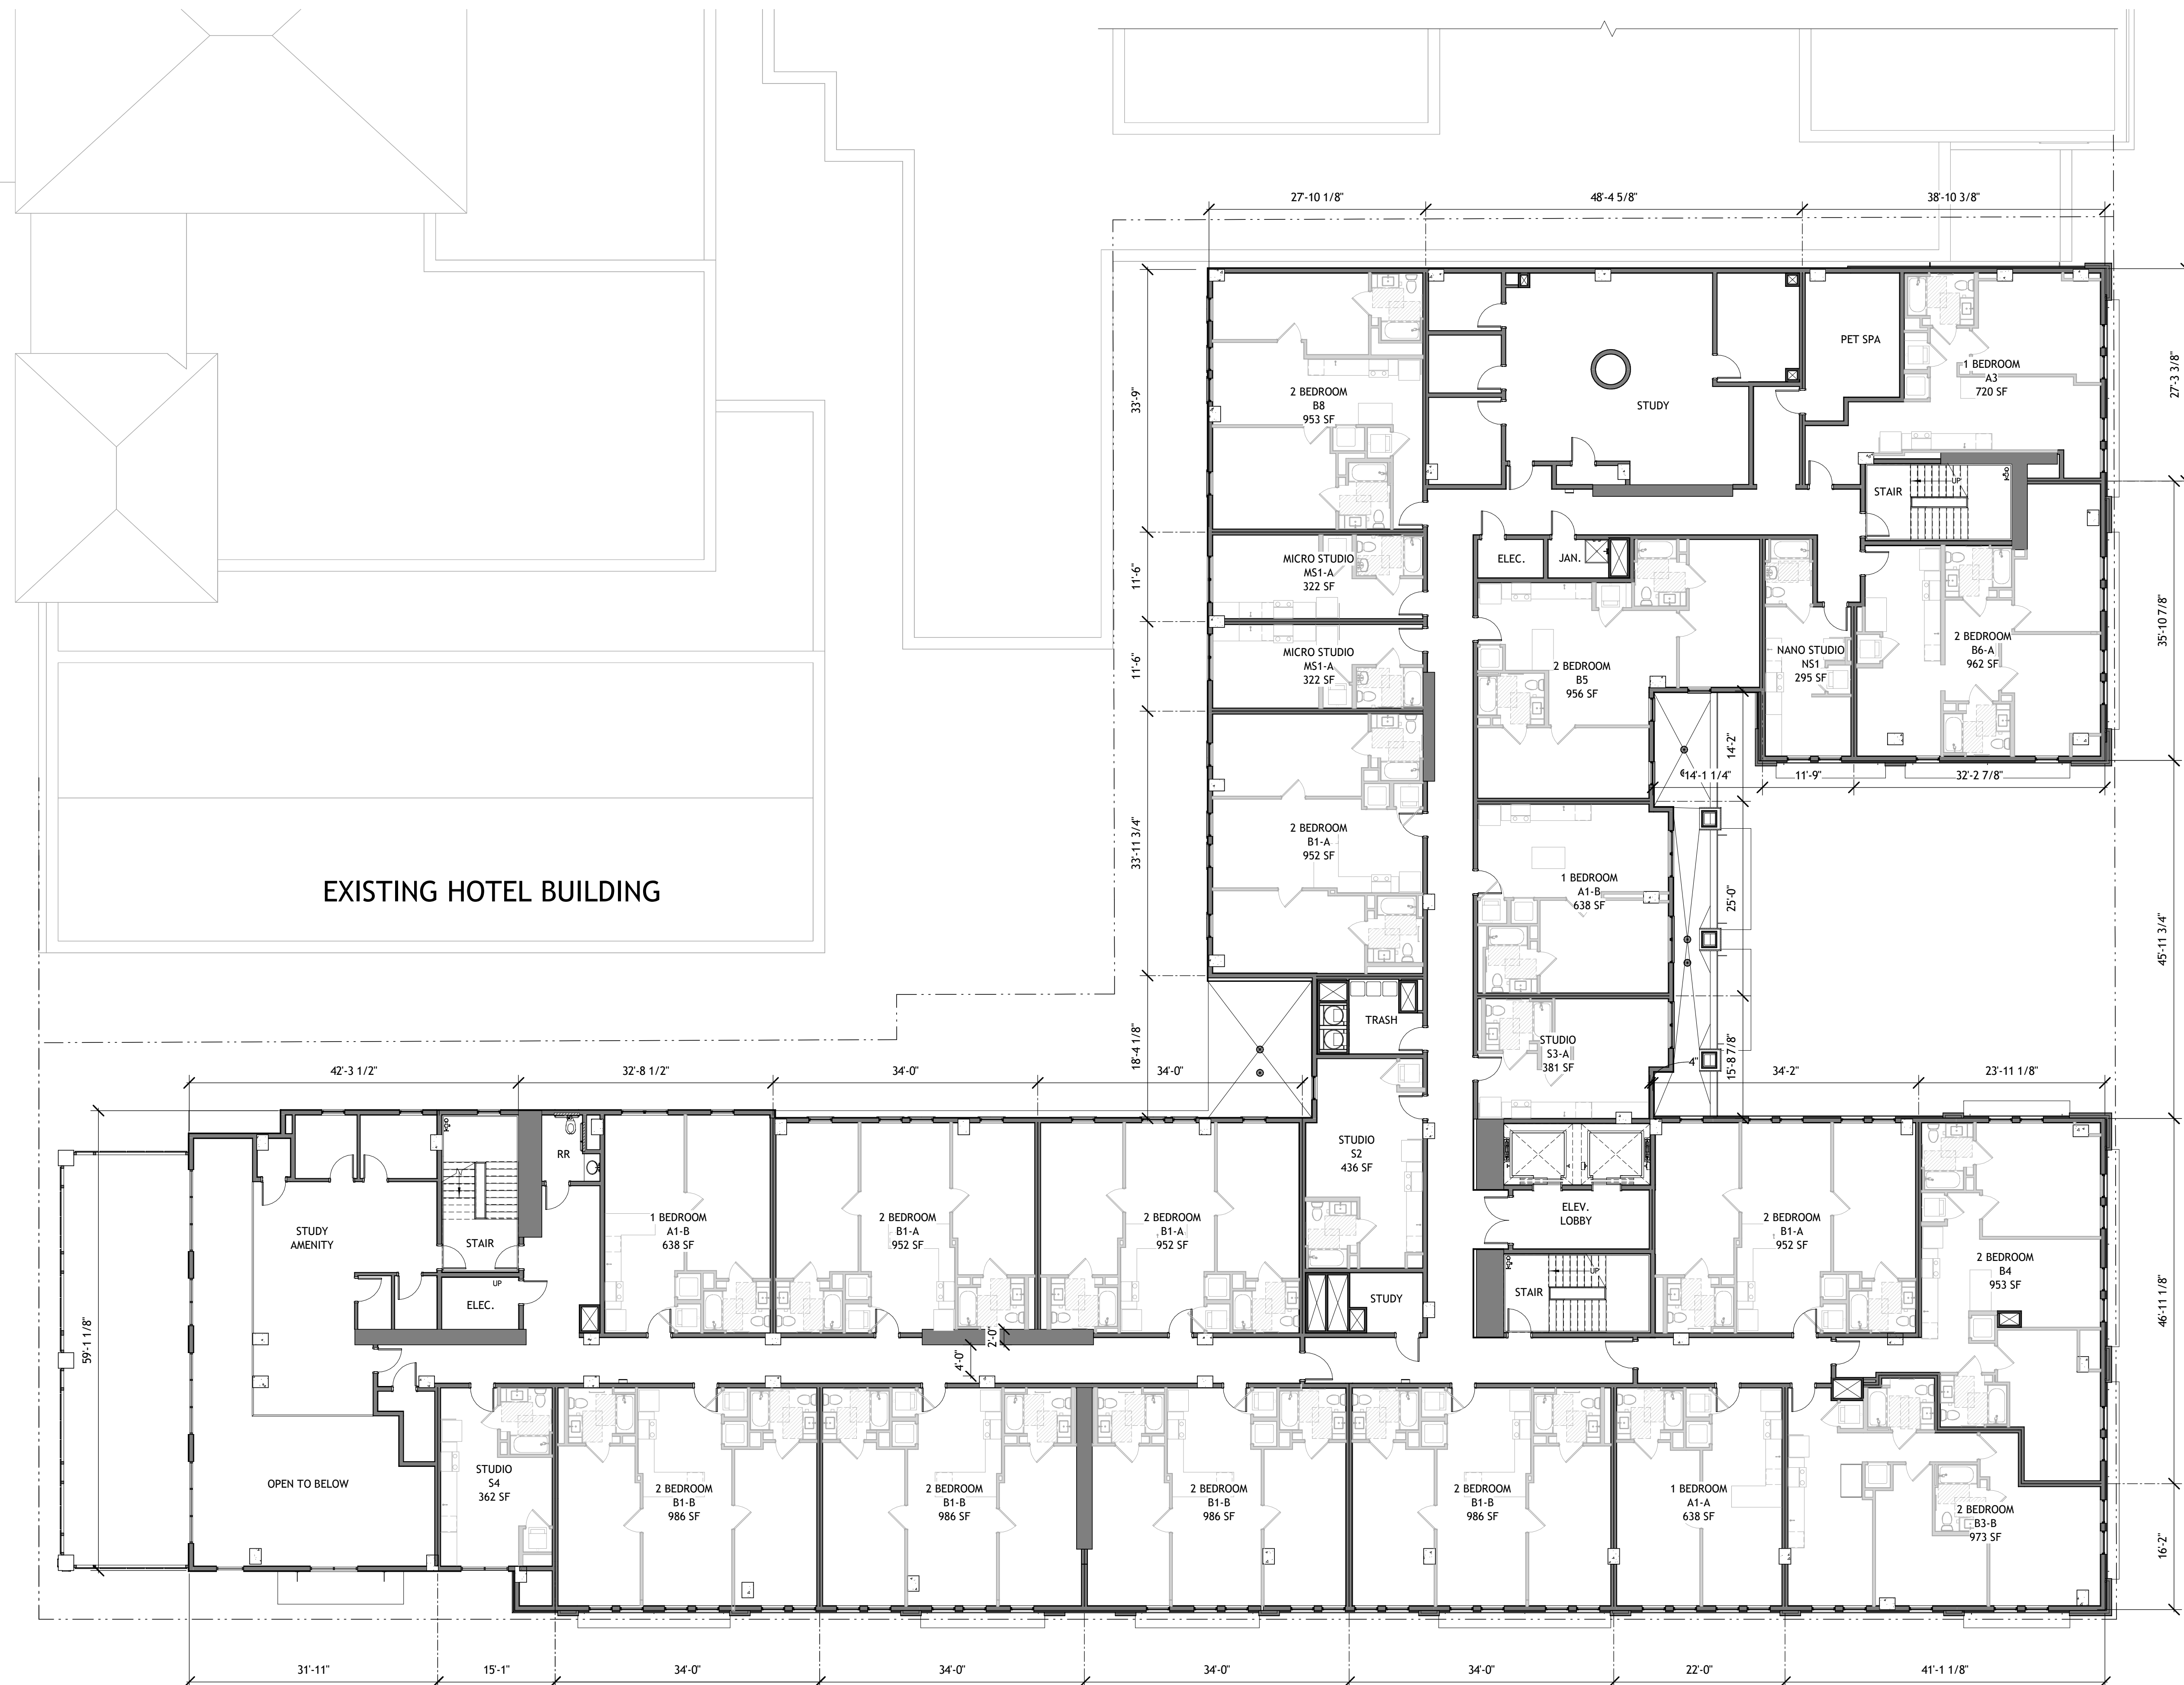 27'-10 1/8"
48'-4 5/8"
38'-10 3/8"
33'-9"
11'-6"
11'-6"
33'-11 3/4"
18'-4 1/8"
27'-3 3/8"
35'-10 7/8"
45'-11 3/4"
46'-11 1/8"
16'-2"
2 BEDROOM
B8
953 SF
STUDY
PET SPA
1 BEDROOM
A3
720 SF
STAIR
UP
MICRO STUDIO
MS1-A
322 SF
MICRO STUDIO
MS1-A
322 SF
ELEC.
JAN.
2 BEDROOM
B5
956 SF
NANO STUDIO
NS1
295 SF
2 BEDROOM
B6-A
962 SF
14'-2"
14'-1 1/4"
11'-9"
32'-2 7/8"
2 BEDROOM
B1-A
952 SF
1 BEDROOM
A1-B
638 SF
25'-0"
EXISTING HOTEL BUILDING
TRASH
STUDIO
S3-A
381 SF
4"
15'-8 7/8"
42'-3 1/2"
32'-8 1/2"
34'-0"
34'-0"
34'-2"
23'-11 1/8"
59'-1 1/8"
STUDY
AMENITY
STAIR
UP
ELEC.
RR
1 BEDROOM
A1-B
638 SF
2 BEDROOM
B1-A
952 SF
2 BEDROOM
B1-A
952 SF
STUDIO
S2
436 SF
STUDY
ELEV.
LOBBY
STAIR
UP
2 BEDROOM
B1-A
952 SF
2 BEDROOM
B4
953 SF
2'-0"
4'-0"
OPEN TO BELOW
STUDIO
S4
362 SF
2 BEDROOM
B1-B
986 SF
2 BEDROOM
B1-B
986 SF
2 BEDROOM
B1-B
986 SF
2 BEDROOM
B1-B
986 SF
1 BEDROOM
A1-A
638 SF
2 BEDROOM
B3-B
973 SF
31'-11"
15'-1"
34'-0"
34'-0"
34'-0"
34'-0"
22'-0"
41'-1 1/8"